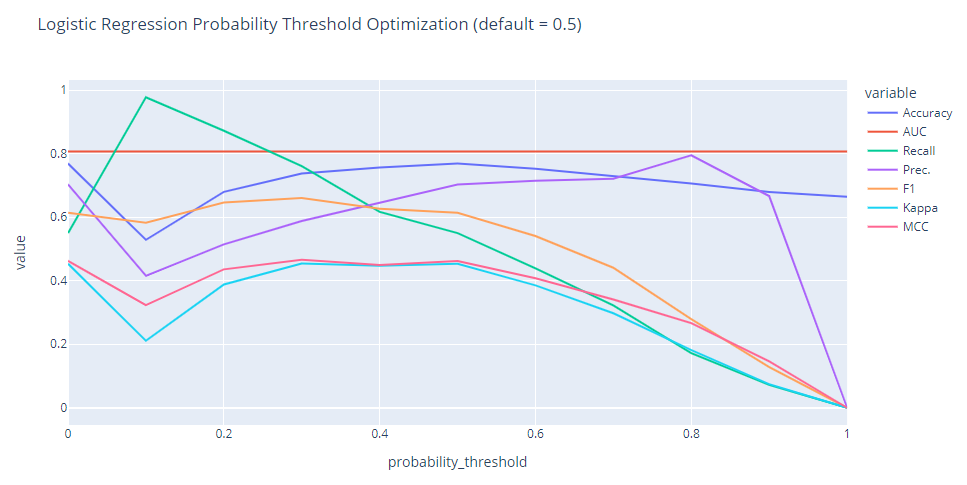 Logistic Regression Probability Threshold Optimization (default = 0.5)
variable
Accuracy
AUC
Recall
Prec.
F1
Kappa
MCC
value
1
0.8
0.6
0.4
0.2
0
0 0.2 0.4 0.6 0.8 1
probability_threshold